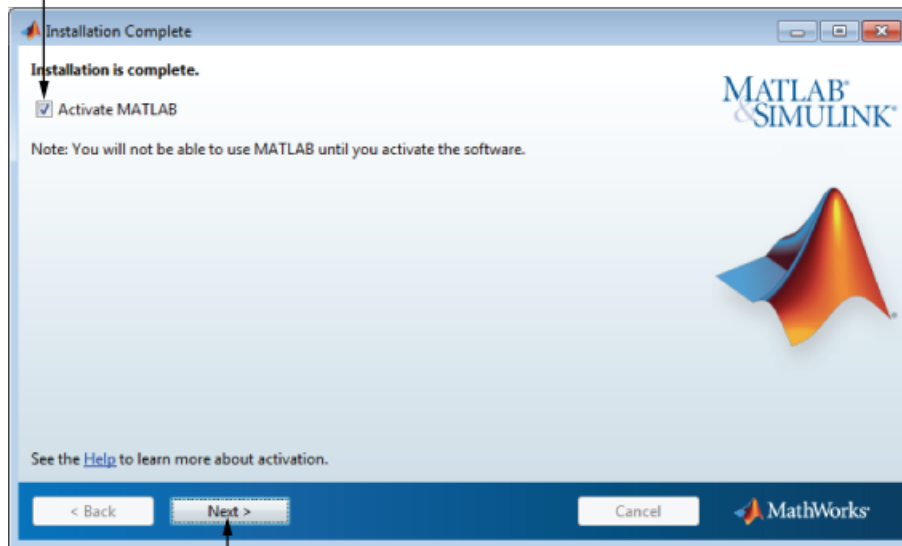 Installation Complete
Installation is complete.
Activate MATLAB
Note: You will not be able to use MATLAB until you activate the software.
MATLAB®
&SIMULINK®
See the Help to learn more about activation.
< Back
Next >
Cancel
MathWorks®